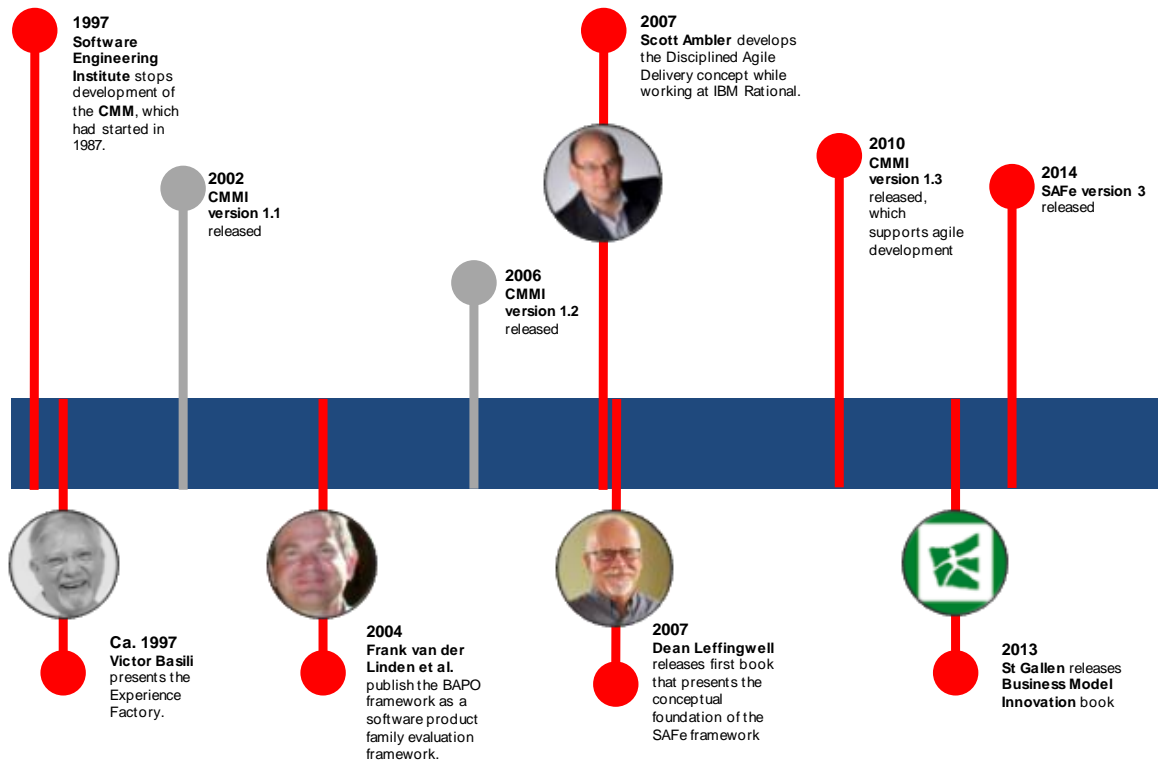 1997
Software
Engineering
Institute stops
development of
the CMM, which
had started in
1987.
2002
CMMI
version 1.1
released
2006
CMMI
version 1.2
released
2007
Scott Ambler develops
the Disciplined Agile
Delivery concept while
working at IBM Rational.
2010
CMMI
version 1.3
released,
which
supports agile
development
2014
SAFe version 3
released
Ca. 1997
Victor Basili
presents the
Experience
Factory.
2004
Frank van der
Linden et al.
publish the BAPO
framework as a
software product
family evaluation
framework.
2007
Dean Leffingwell
releases first book
that presents the
conceptual
foundation of the
SAFe framework
2013
St Gallen releases
Business Model
Innovation book